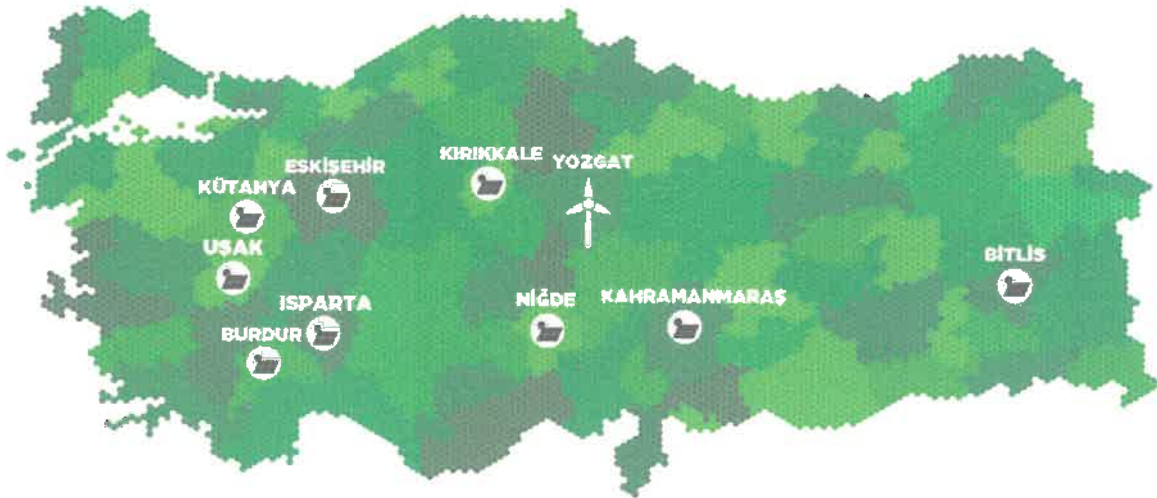 KIRIKKALE
YOZGAT
ESKİŞEHİR
KÜTAHYA
UŞAK
BİTLİS
ISPARTA
NİĞDE
KAHRAMANMARAŞ
BURDUR